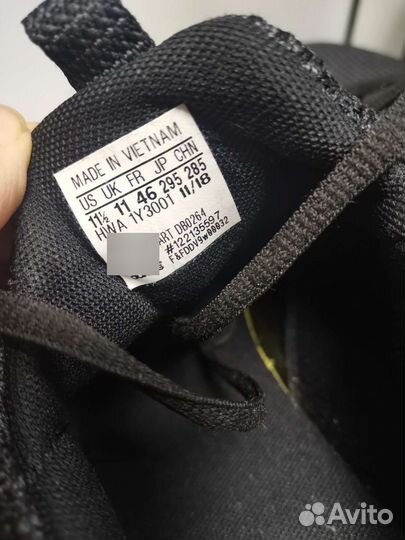 MADE IN VIETNAM
US UK FR JP CHN
11½ 11 46 295 285
HWA 1Y3001 11/18
ART DB0264
#122135597
F&FDDV9w00032
Avito